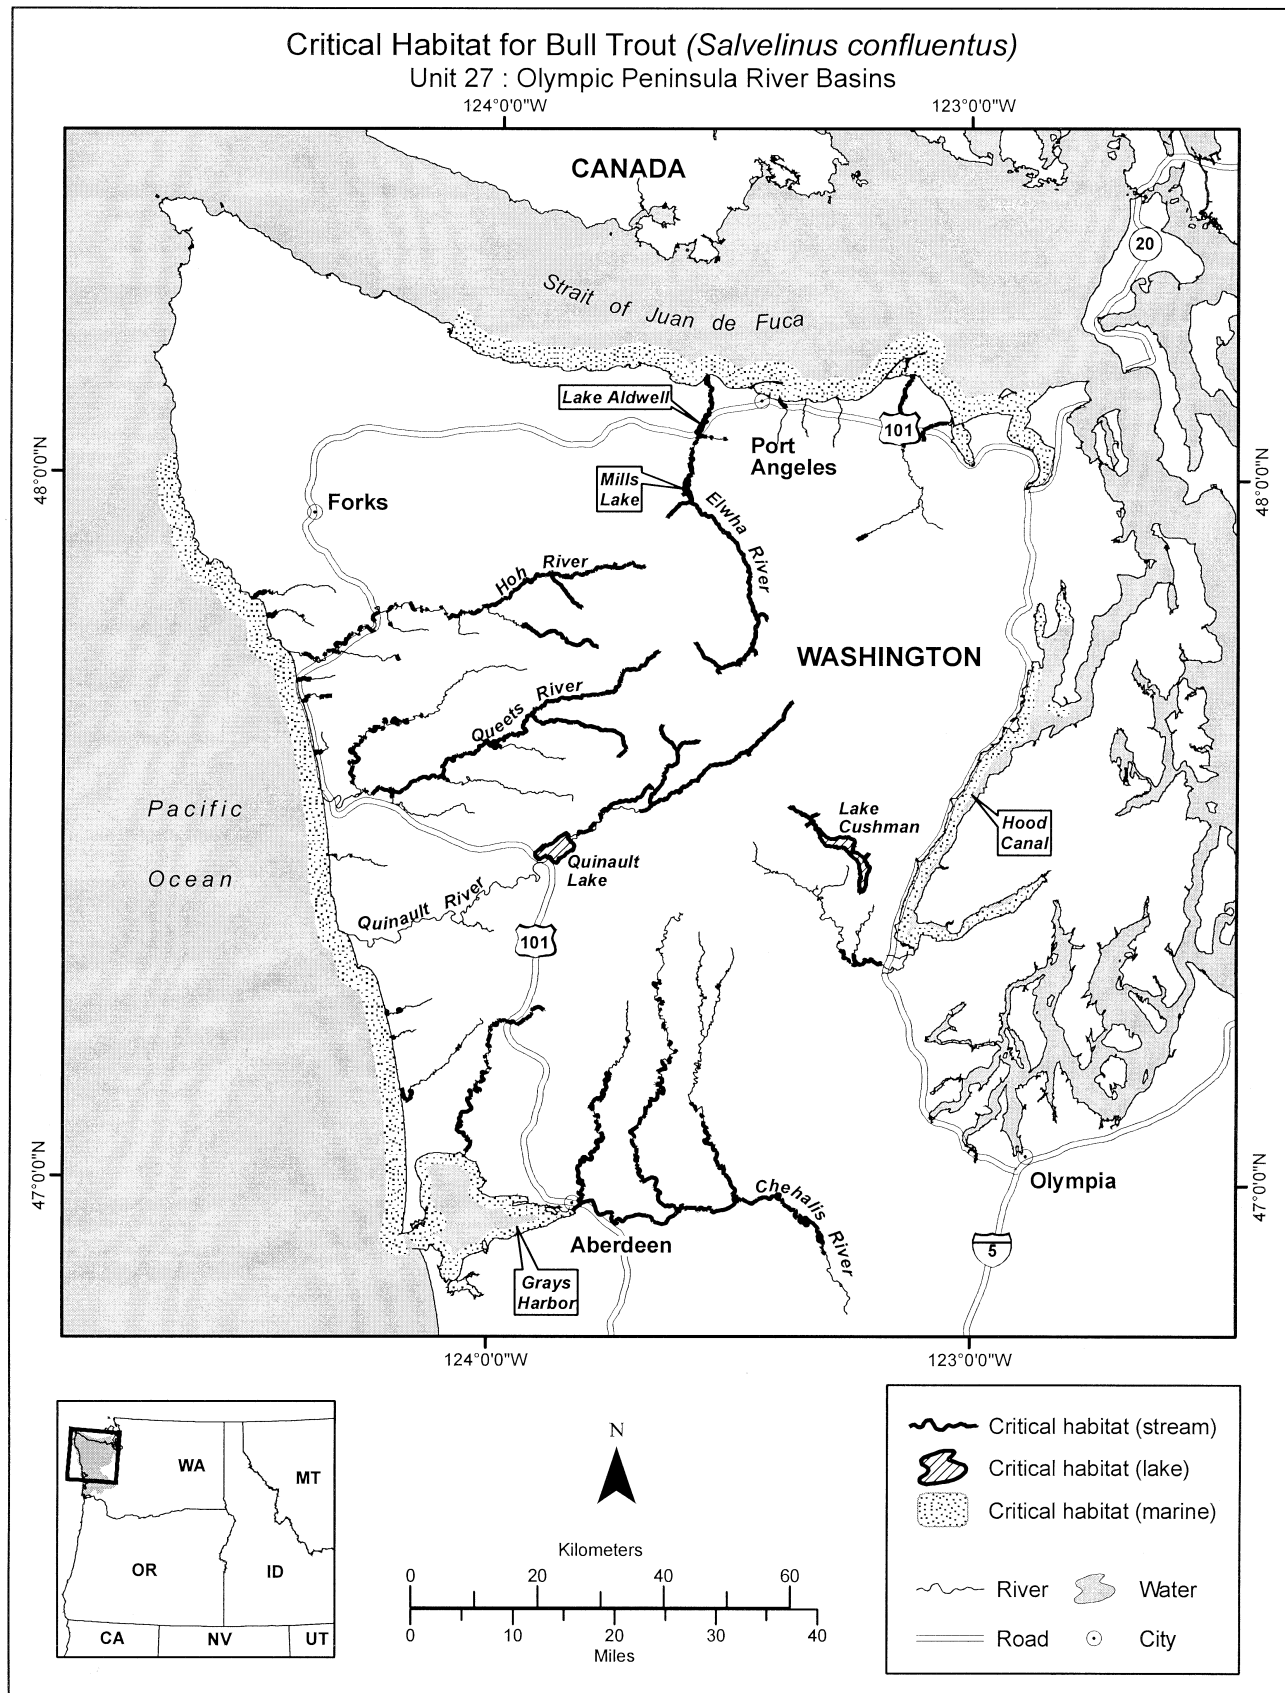 Critical Habitat for Bull Trout (Salvelinus confluentus)
Unit 27 : Olympic Peninsula River Basins
124°0'0"W
123°0'0"W
CANADA
20
Strait of Juan de Fuca
Lake Aldwell
101
Port
Angeles
48°0'0"N
48°0'0"N
Mills
Lake
Forks
Elwha River
Hoh River
WASHINGTON
Queets River
Pacific
Ocean
Lake
Cushman
Hood
Canal
Quinault
Lake
Quinault River
101
47°0'0"N
47°0'0"N
Olympia
Chehalis River
Aberdeen
5
Grays
Harbor
124°0'0"W
123°0'0"W
WA
MT
OR
ID
CA
NV
UT
N
Kilometers
0 20 40 60
0 10 20 30 40
Miles
Critical habitat (stream)
Critical habitat (lake)
Critical habitat (marine)
River
Water
Road
City